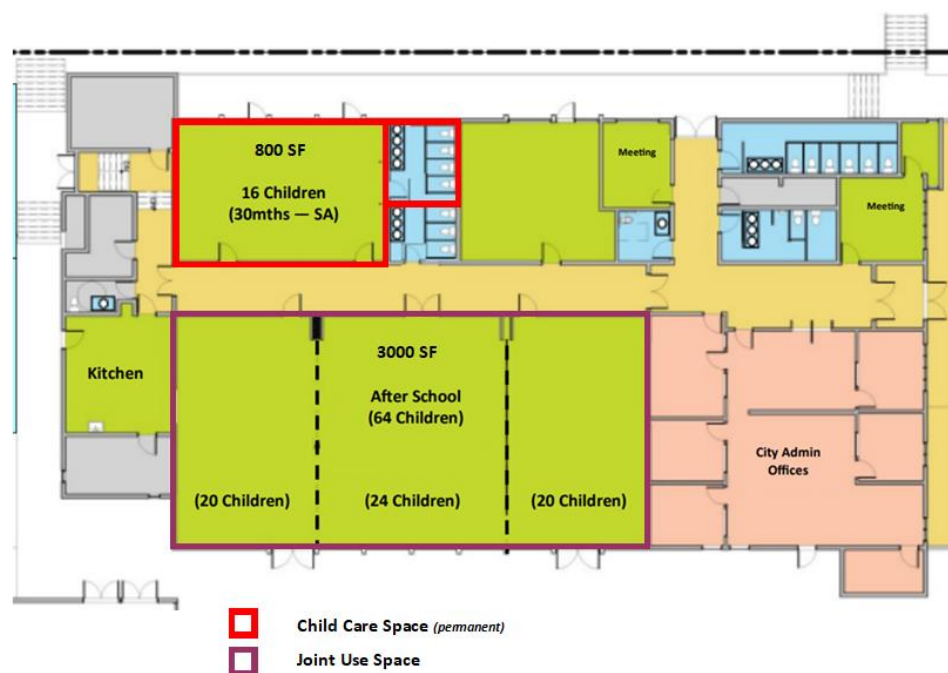 800 SF
16 Children
(30mths — SA)
Meeting
Meeting
Kitchen
3000 SF
After School
(64 Children)
(20 Children)
(24 Children)
(20 Children)
City Admin
Offices
Child Care Space (permanent)
Joint Use Space